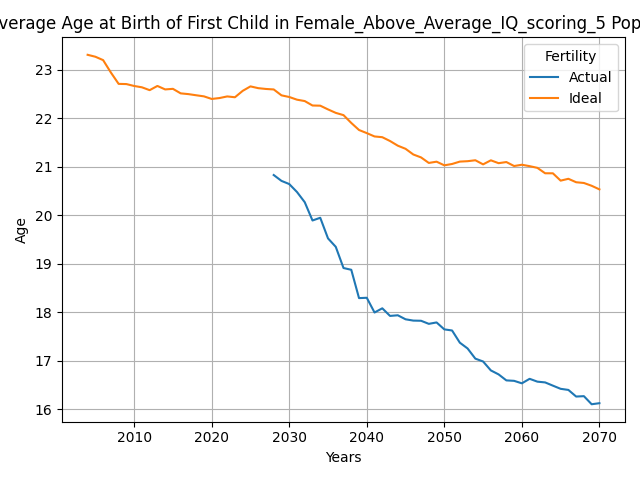 verage Age at Birth of First Child in Female_Above_Average_IQ_scoring_5 Pop
Fertility
Actual
Ideal
Age
23
22
21
20
19
18
17
16
2010 2020 2030 2040 2050 2060 2070
Years